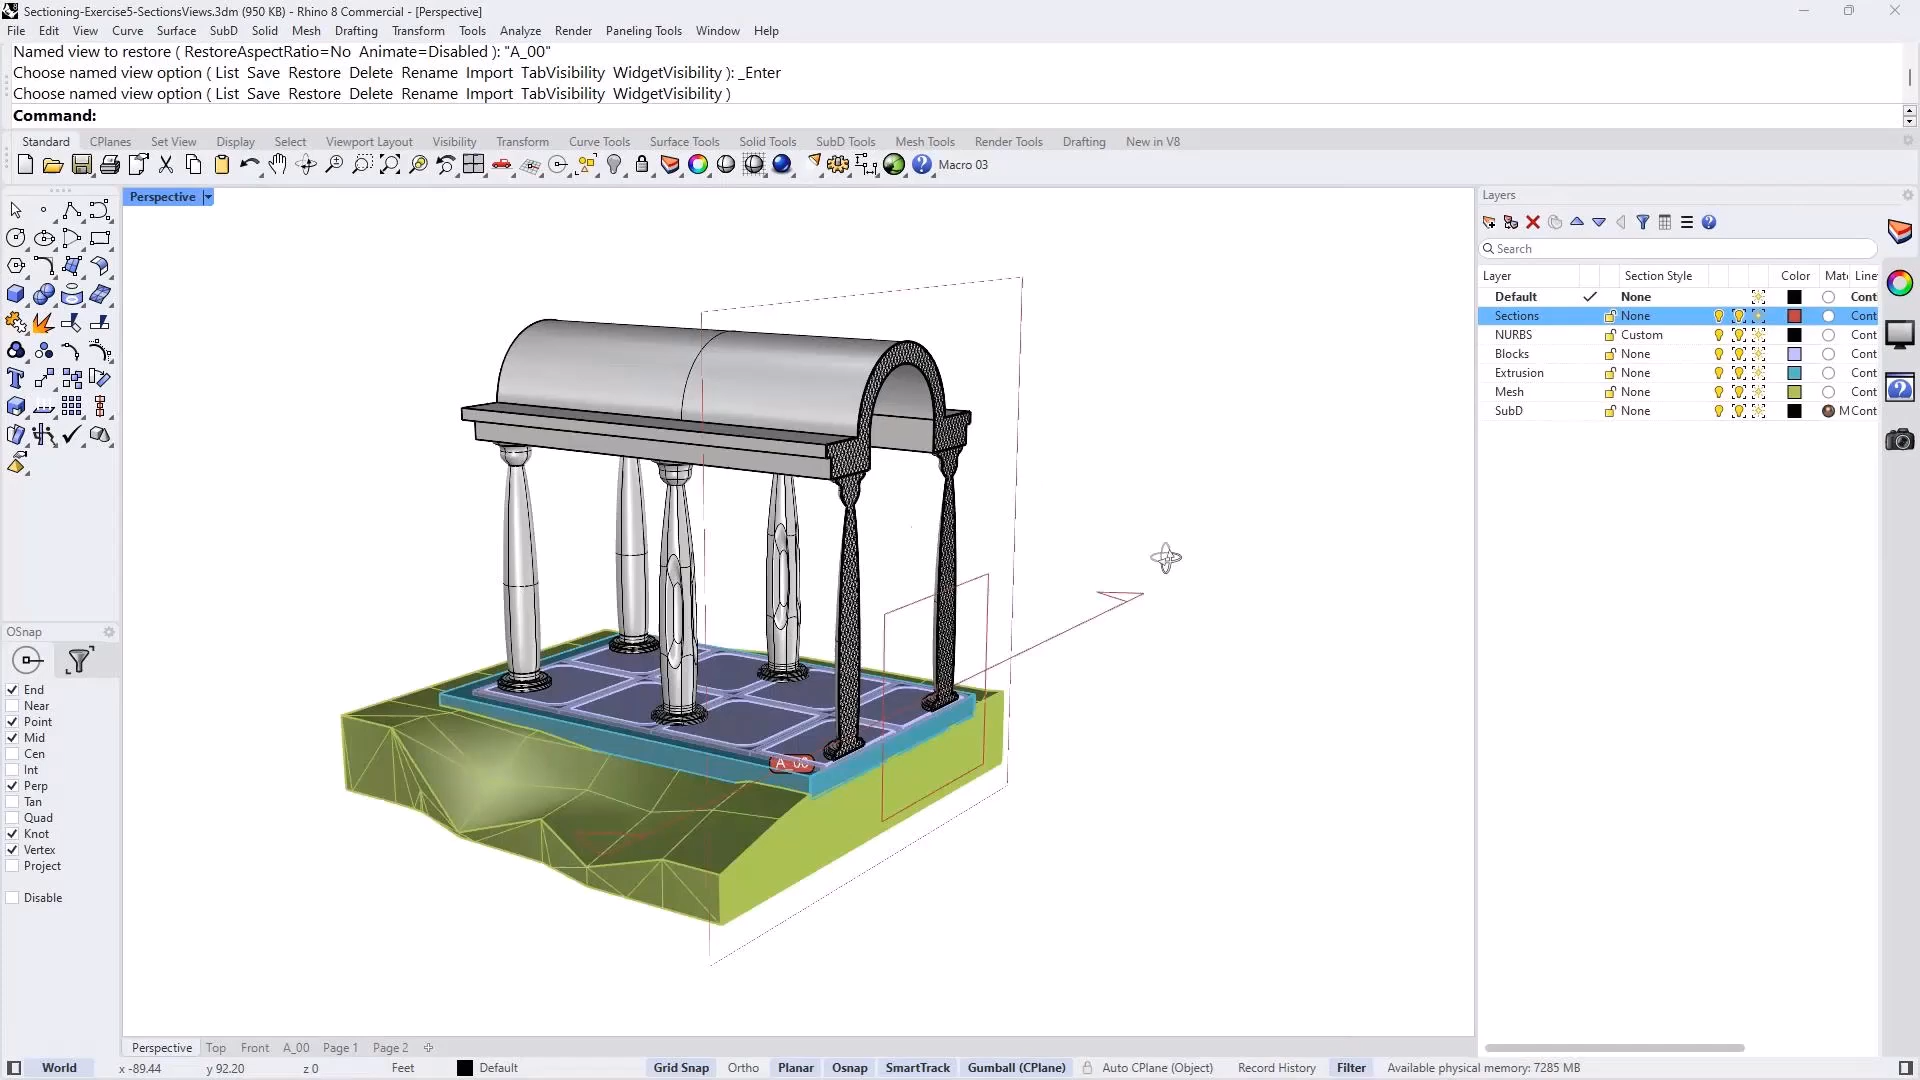 Sectioning-Exercise5-SectionsViews.3dm (950 KB) - Rhino 8 Commercial - [Perspective]
File Edit View Curve Surface SubD Solid Mesh Drafting Transform Tools Analyze Render Paneling Tools Window Help
Named view to restore ( RestoreAspectRatio=No Animate=Disabled ): "A_00"
Choose named view option ( List Save Restore Delete Rename Import TabVisibility WidgetVisibility ): _Enter
Choose named view option ( List Save Restore Delete Rename Import TabVisibility WidgetVisibility )
Command:
Standard CPlanes Set View Display Select Viewport Layout Visibility Transform Curve Tools Surface Tools Solid Tools SubD Tools Mesh Tools Render Tools Drafting New in V8
Macro 03
Perspective
Layers
Search
Layer Section Style Color Mate Line
Default None Cont
Sections None Cont
NURBS Custom Cont
Blocks None Cont
Extrusion None Cont
Mesh None Cont
SubD None M Cont
A_00
OSnap
End
Near
Point
Mid
Cen
Int
Perp
Tan
Quad
Knot
Vertex
Project
Disable
Perspective Top Front A_00 Page 1 Page 2
World x -89.44 y 92.20 z 0 Feet Default Grid Snap Ortho Planar Osnap SmartTrack Gumball (CPlane) Auto CPlane (Object) Record History Filter Available physical memory: 7285 MB